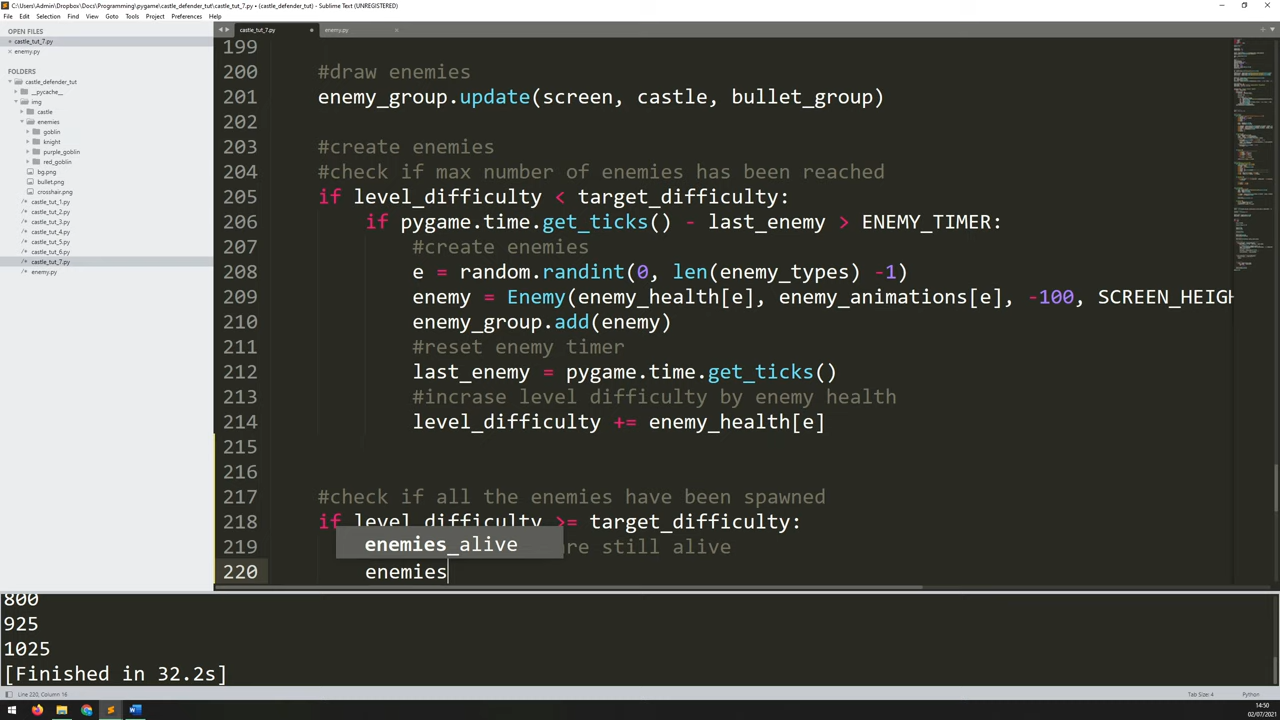 C:\Users\Admin\Dropbox\Docs\Programming\pygame\castle_defender_tut\castle_tut_7.py • (castle_defender_tut) - Sublime Text (UNREGISTERED)
File Edit Selection Find View Goto Tools Project Preferences Help
OPEN FILES
castle_tut_7.py
enemy.py
FOLDERS
castle_defender_tut
__pycache__
img
castle
enemies
goblin
knight
purple_goblin
red_goblin
bg.png
bullet.png
crosshair.png
castle_tut_1.py
castle_tut_2.py
castle_tut_3.py
castle_tut_4.py
castle_tut_5.py
castle_tut_6.py
castle_tut_7.py
enemy.py
castle_tut_7.py enemy.py
199
200 #draw enemies
201 enemy_group.update(screen, castle, bullet_group)
202
203 #create enemies
204 #check if max number of enemies has been reached
205 if level_difficulty < target_difficulty:
206 if pygame.time.get_ticks() - last_enemy > ENEMY_TIMER:
207 #create enemies
208 e = random.randint(0, len(enemy_types) -1)
209 enemy = Enemy(enemy_health[e], enemy_animations[e], -100, SCREEN_HEIGH
210 enemy_group.add(enemy)
211 #reset enemy timer
212 last_enemy = pygame.time.get_ticks()
213 #incrase level difficulty by enemy health
214 level_difficulty += enemy_health[e]
215
216
217 #check if all the enemies have been spawned
218 if level_difficulty >= target_difficulty:
enemies_alive
219 are still alive
220 enemies
800
925
1025
[Finished in 32.2s]
Line 220, Column 16 Tab Size: 4 Python
14:50
02/07/2021